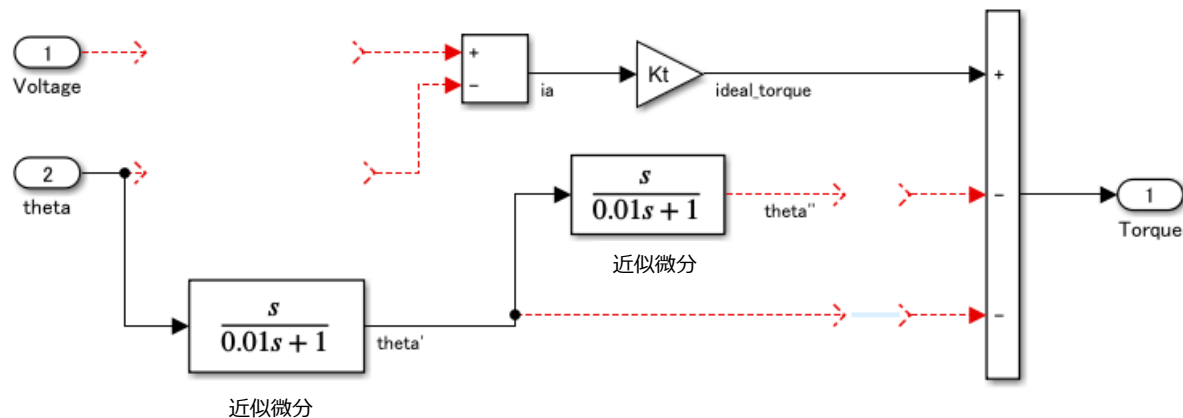 1
Voltage
+
−
ia
Kt
ideal_torque
+
2
theta
s
0.01s + 1
theta''
−
1
Torque
近似微分
s
0.01s + 1
theta'
−
近似微分